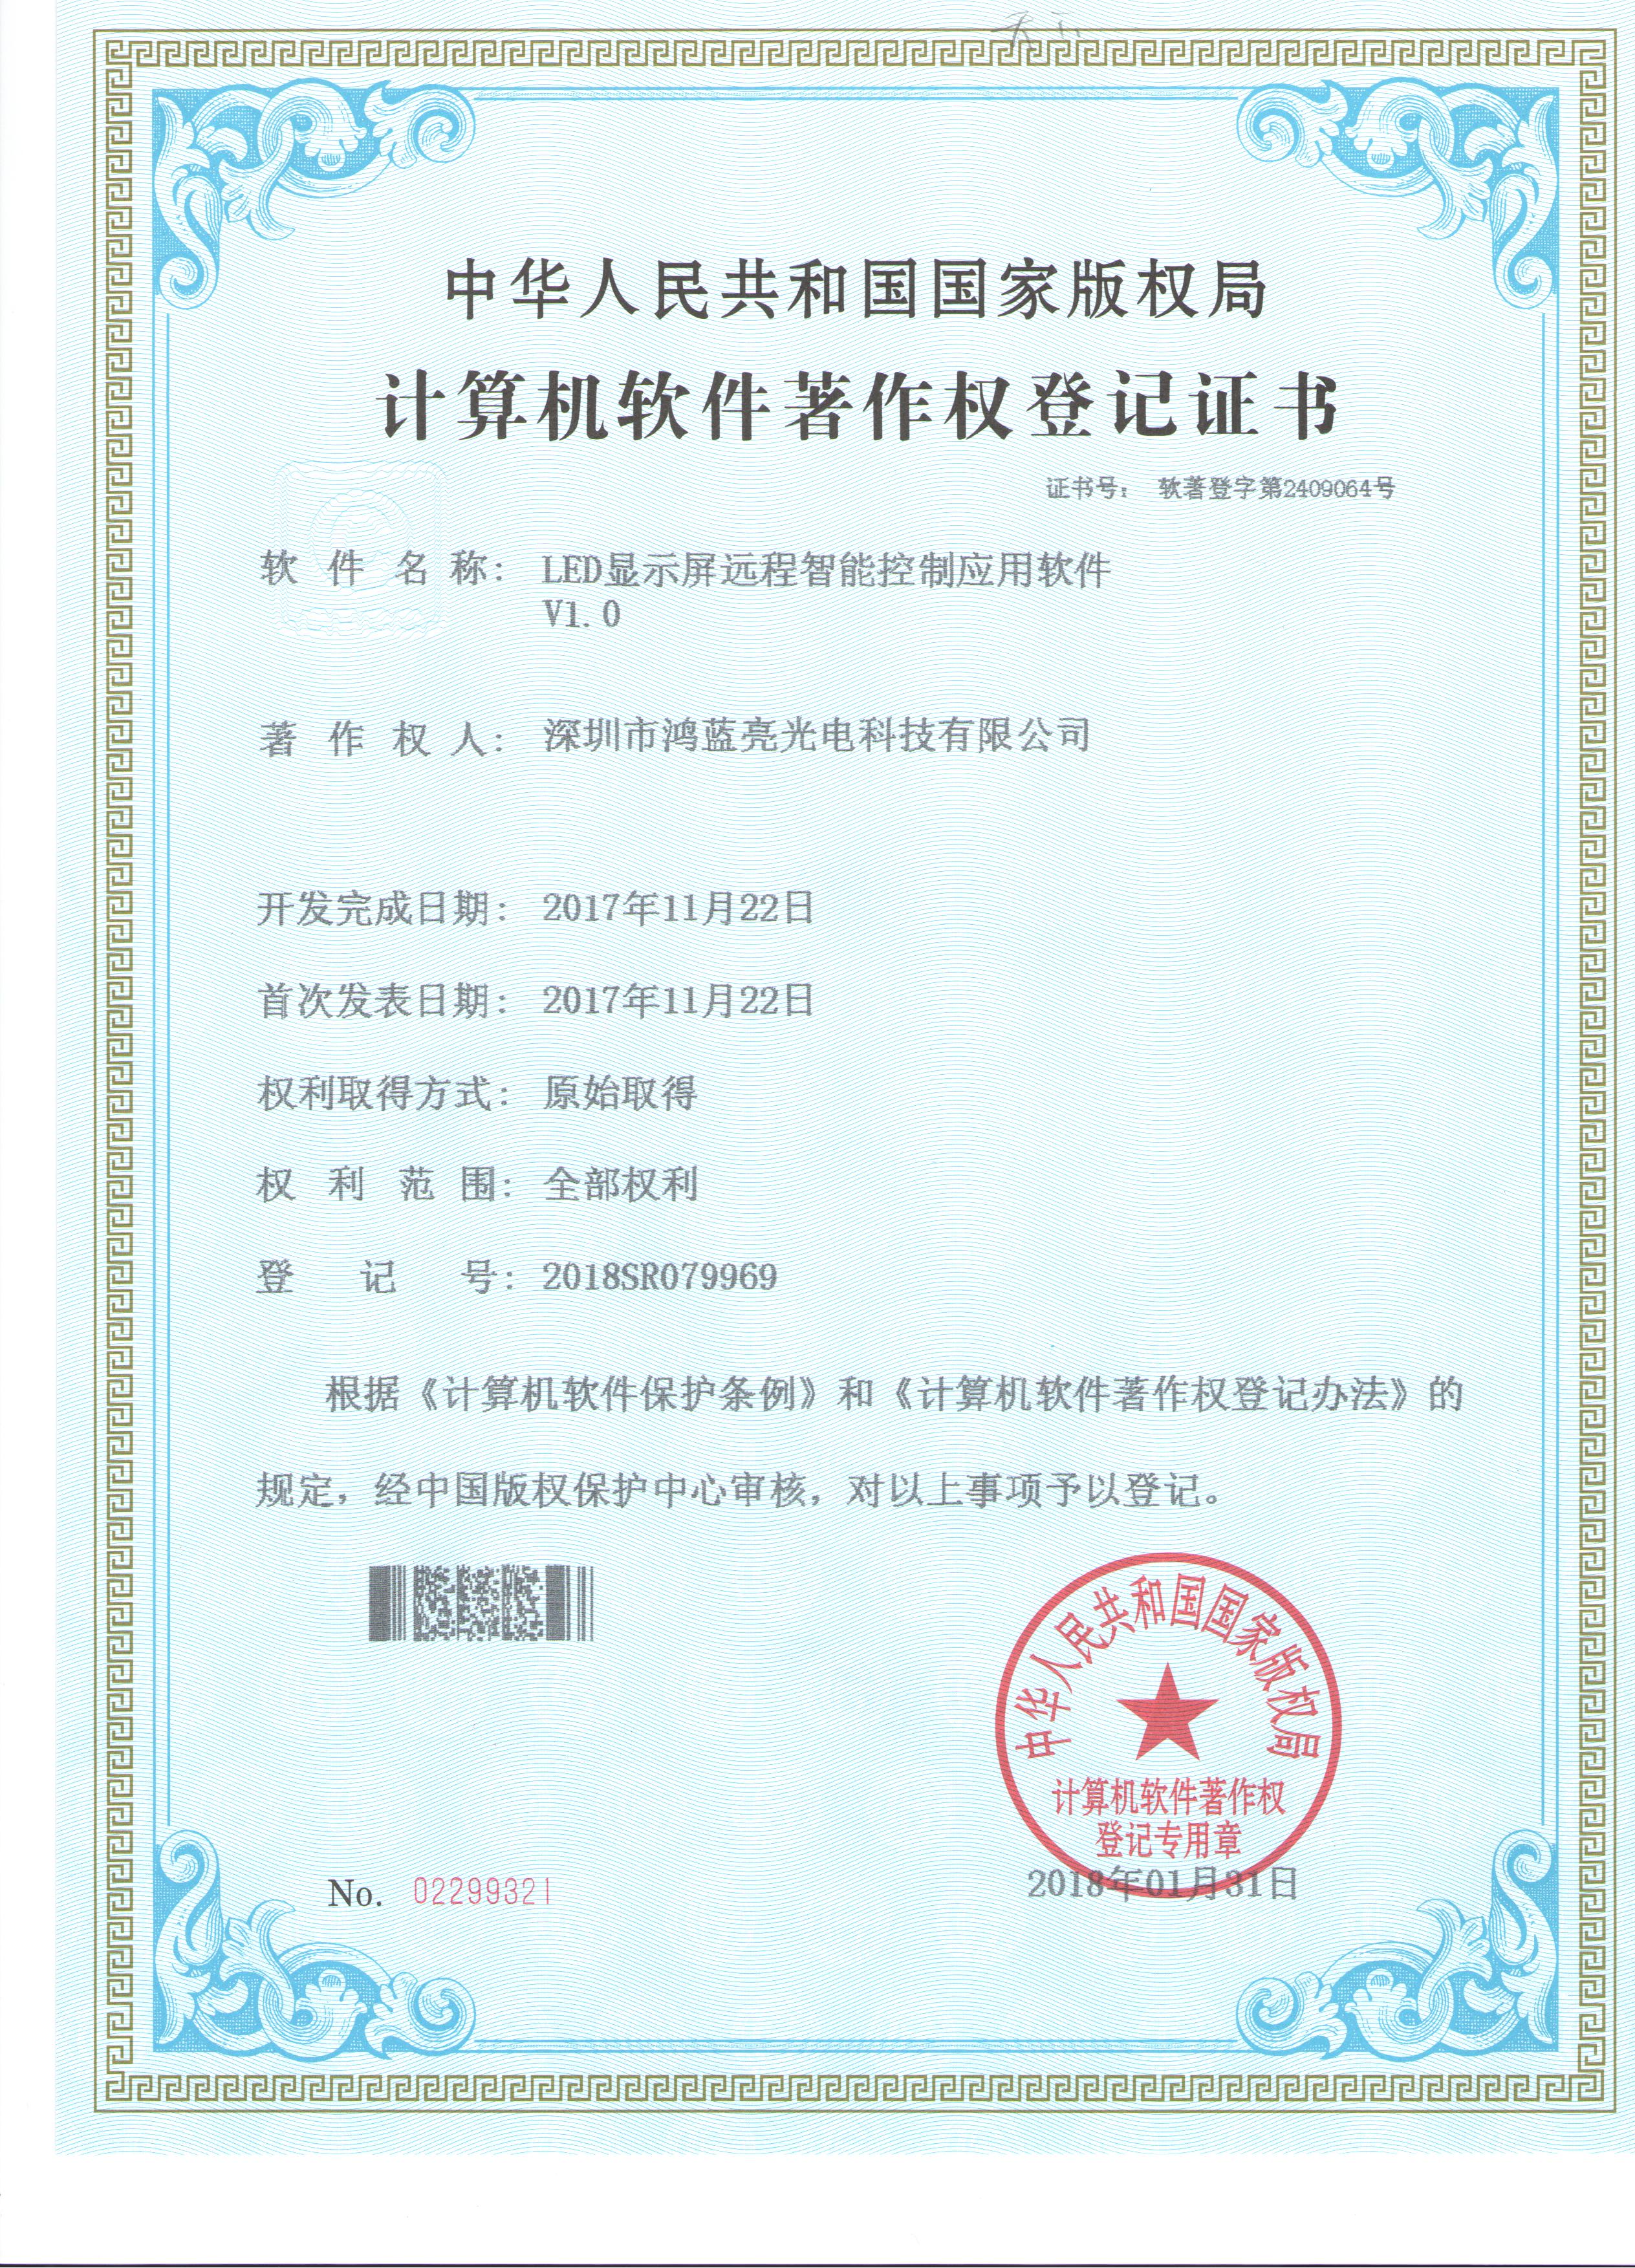 中华人民共和国国家版权局
计算机软件著作权登记证书
证书号： 软著登字第2409064号
软件名称： LED显示屏远程智能控制应用软件
V1.0
著作权人： 深圳市鸿蓝亮光电科技有限公司
开发完成日期： 2017年11月22日
首次发表日期： 2017年11月22日
权利取得方式： 原始取得
权利范围： 全部权利
登记号： 2018SR079969
根据《计算机软件保护条例》和《计算机软件著作权登记办法》的
规定，经中国版权保护中心审核，对以上事项予以登记。
中华人民共和国国家版权局
计算机软件著作权
登记专用章
2018年01月31日
No. 02299321